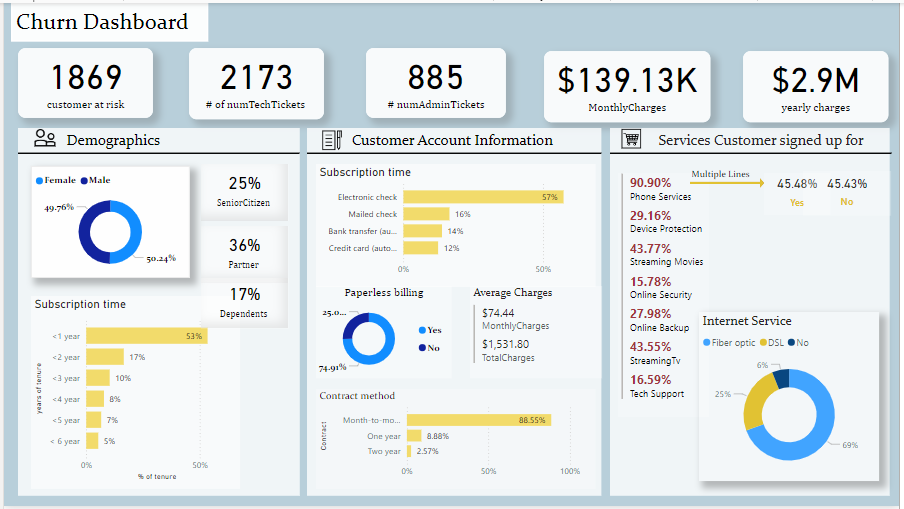 Churn Dashboard
1869
customer at risk
2173
# of numTechTickets
885
# numAdminTickets
$139.13K
MonthlyCharges
$2.9M
yearly charges
Demographics
Female Male
49.76%
50.24%
25%
SeniorCitizen
36%
Partner
17%
Dependents
Subscription time
years of tenure
<1 year 53%
<2 year 17%
<3 year 10%
<4 year 8%
<5 year 7%
< 6 year 5%
0% 50%
% of tenure
Customer Account Information
Subscription time
Electronic check 57%
Mailed check 16%
Bank transfer (au... 14%
Credit card (auto... 12%
0% 50%
Paperless billing
25.0...
74.91%
Yes
No
Average Charges
$74.44
MonthlyCharges
$1,531.80
TotalCharges
Contract method
Contract
Month-to-mo... 88.55%
One year 8.88%
Two year 2.57%
0% 50% 100%
Services Customer signed up for
90.90%
Phone Services
Multiple Lines
45.48% 45.43%
Yes No
29.16%
Device Protection
43.77%
Streaming Movies
15.78%
Online Security
27.98%
Online Backup
43.55%
StreamingTv
16.59%
Tech Support
Internet Service
Fiber optic DSL No
6%
25%
69%